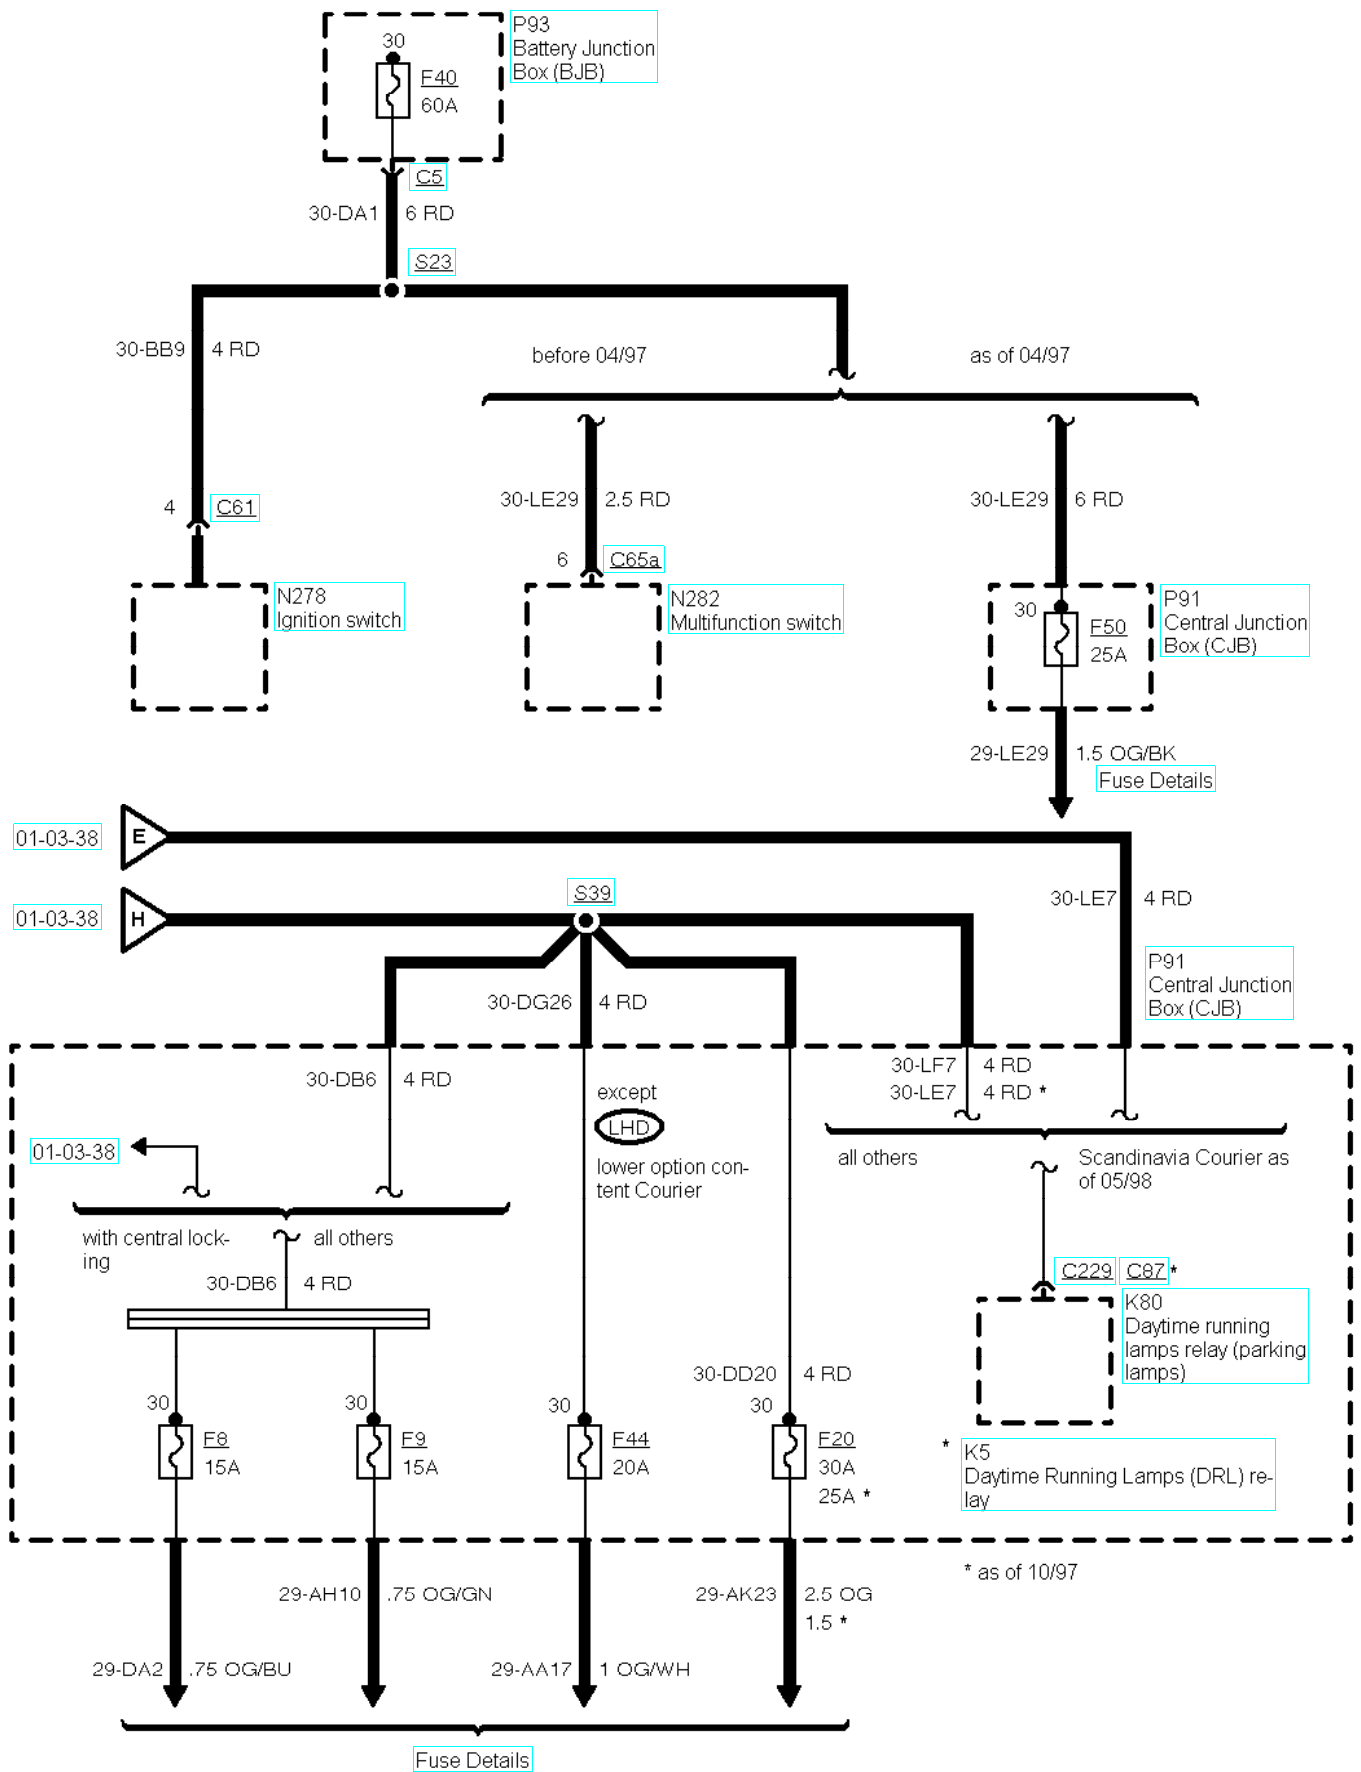 30
F40
60A
P93
Battery Junction
Box (BJB)
C5
30-DA1 6 RD
S23
30-BB9 4 RD
before 04/97
as of 04/97
4 C61
30-LE29 2.5 RD
30-LE29 6 RD
6 C65a
N278
Ignition switch
N282
Multifunction switch
30
F50
25A
P91
Central Junction
Box (CJB)
29-LE29 1.5 OG/BK
Fuse Details
01-03-38 E
01-03-38 H
S39
30-LE7 4 RD
30-DG26 4 RD
P91
Central Junction
Box (CJB)
30-DB6 4 RD
30-LF7 4 RD
30-LE7 4 RD *
except
LHD
lower option con-
tent Courier
01-03-38
all others
Scandinavia Courier as
of 05/98
with central lock-
ing
all others
30-DB6 4 RD
C229 C87 *
K80
Daytime running
lamps relay (parking
lamps)
30-DD20 4 RD
30
F8
15A
30
F9
15A
30
F44
20A
30
F20
30A
25A *
* K5
Daytime Running Lamps (DRL) re-
lay
* as of 10/97
29-AH10 .75 OG/GN
29-AK23 2.5 OG
1.5 *
29-DA2 .75 OG/BU
29-AA17 1 OG/WH
Fuse Details